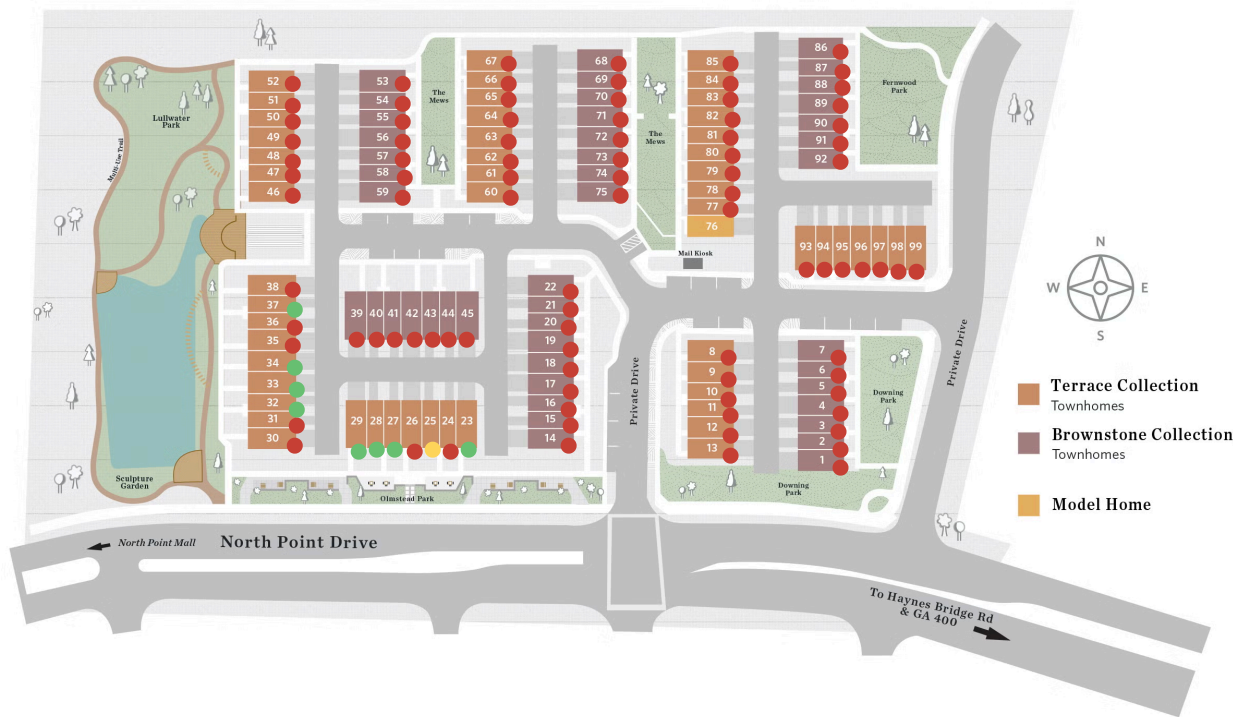 52
51
50
49
48
47
46
53
54
55
56
57
58
59
The
Mews
67
66
65
64
63
62
61
60
68
69
70
71
72
73
74
75
The
Mews
85
84
83
82
81
80
79
78
77
76
86
87
88
89
90
91
92
Fernwood
Park
Lullwater
Park
Multi-Use Trail
Mail Kiosk
93 94 95 96 97 98 99
38
37
36
35
34
33
32
31
30
39 40 41 42 43 44 45
29 28 27 26 25 24 23
22
21
20
19
18
17
16
15
14
Private Drive
8
9
10
11
12
13
7
6
5
4
3
2
1
Downing
Park
Downing
Park
Private Drive
Sculpture
Garden
Olmstead Park
North Point Mall
North Point Drive
To Haynes Bridge Rd
& GA 400
N
W E
S
Terrace Collection
Townhomes
Brownstone Collection
Townhomes
Model Home